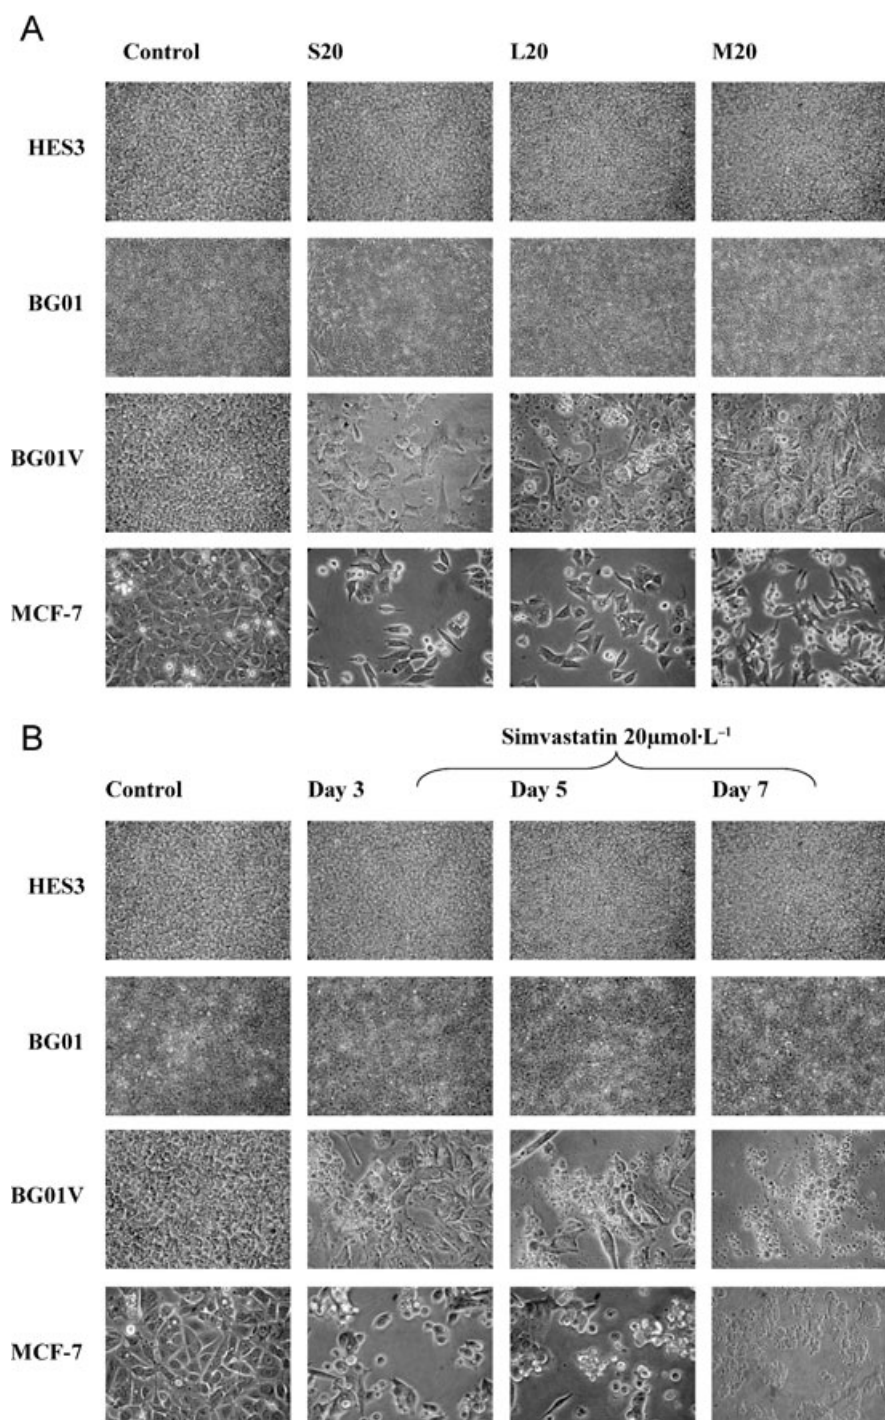 A
Control S20 L20 M20
HES3
BG01
BG01V
MCF-7
B
Simvastatin 20μmol·L⁻¹
Control Day 3 Day 5 Day 7
HES3
BG01
BG01V
MCF-7